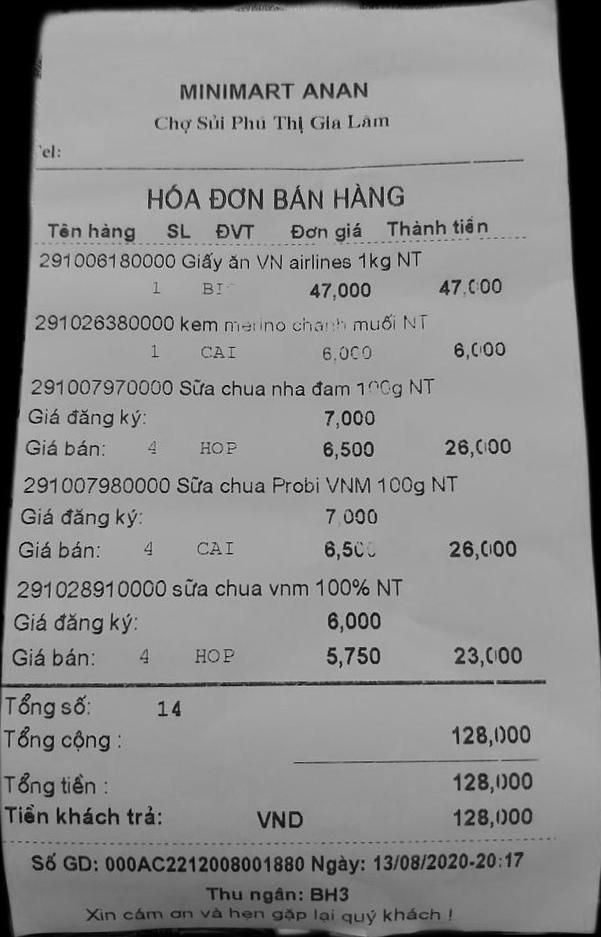 MINIMART ANAN
Chợ Sủi Phú Thị Gia Lâm
el:
HÓA ĐƠN BÁN HÀNG
Tên hàng SL ĐVT Đơn giá Thành tiền
291006180000 Giấy ăn VN airlines 1kg NT
1 47,000 47,000
291026380000 kem merino chanh muối NT
1 CAI 6,000 6,000
291007970000 Sữa chua nha đam 100g NT
Giá đăng ký: 7,000
Giá bán: 4 HOP 6,500 26,000
291007980000 Sữa chua Probi VNM 100g NT
Giá đăng ký: 7,000
Giá bán: 4 CAI 6,500 26,000
291028910000 sữa chua vnm 100% NT
Giá đăng ký: 6,000
Giá bán: 4 HOP 5,750 23,000
Tổng số: 14
Tổng cộng : 128,000
Tổng tiền : 128,000
Tiền khách trả: VND 128,000
Số GD: 000AC2212008001880 Ngày: 13/08/2020-20:17
Thu ngân: BH3
Xin cám ơn và hẹn gặp lại quý khách !